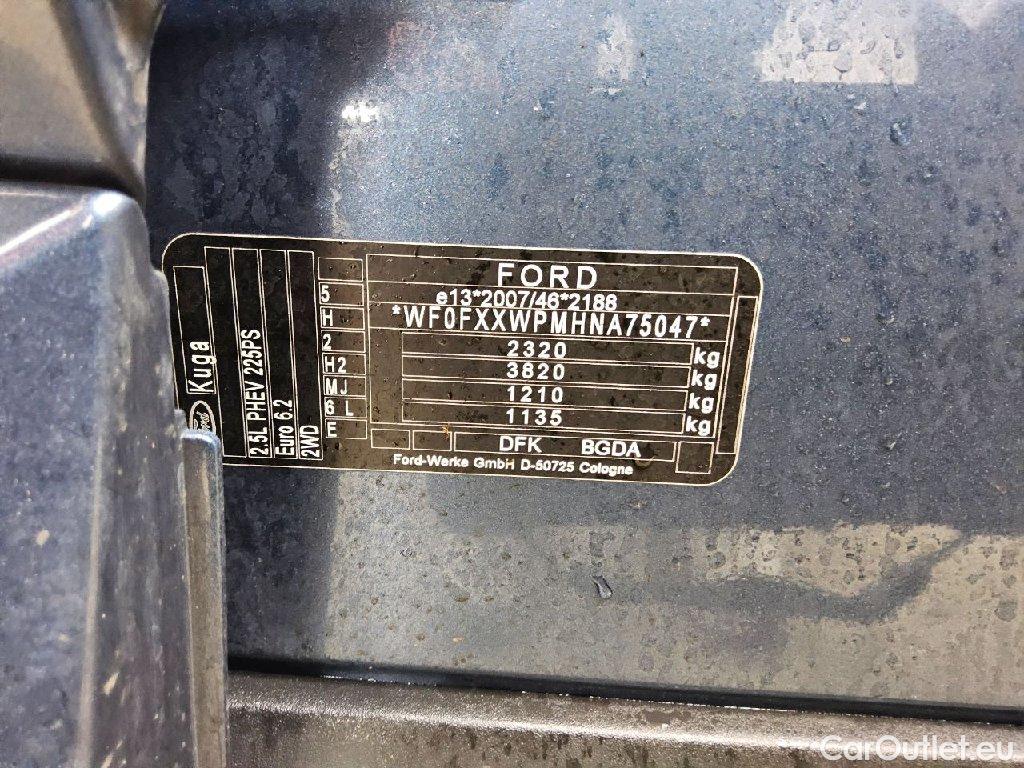 FORD
e13*2007/46*2188
*WF0FXXWPMHNA75047*
2320 kg
3820 kg
1210 kg
1135 kg
DFK BGDA
Ford-Werke GmbH D-50725 Cologne
5
H
2
H2
MJ
6 L
E
Ford Kuga
2.5L PHEV 225PS
Euro 6.2
2WD
CarOutlet.eu